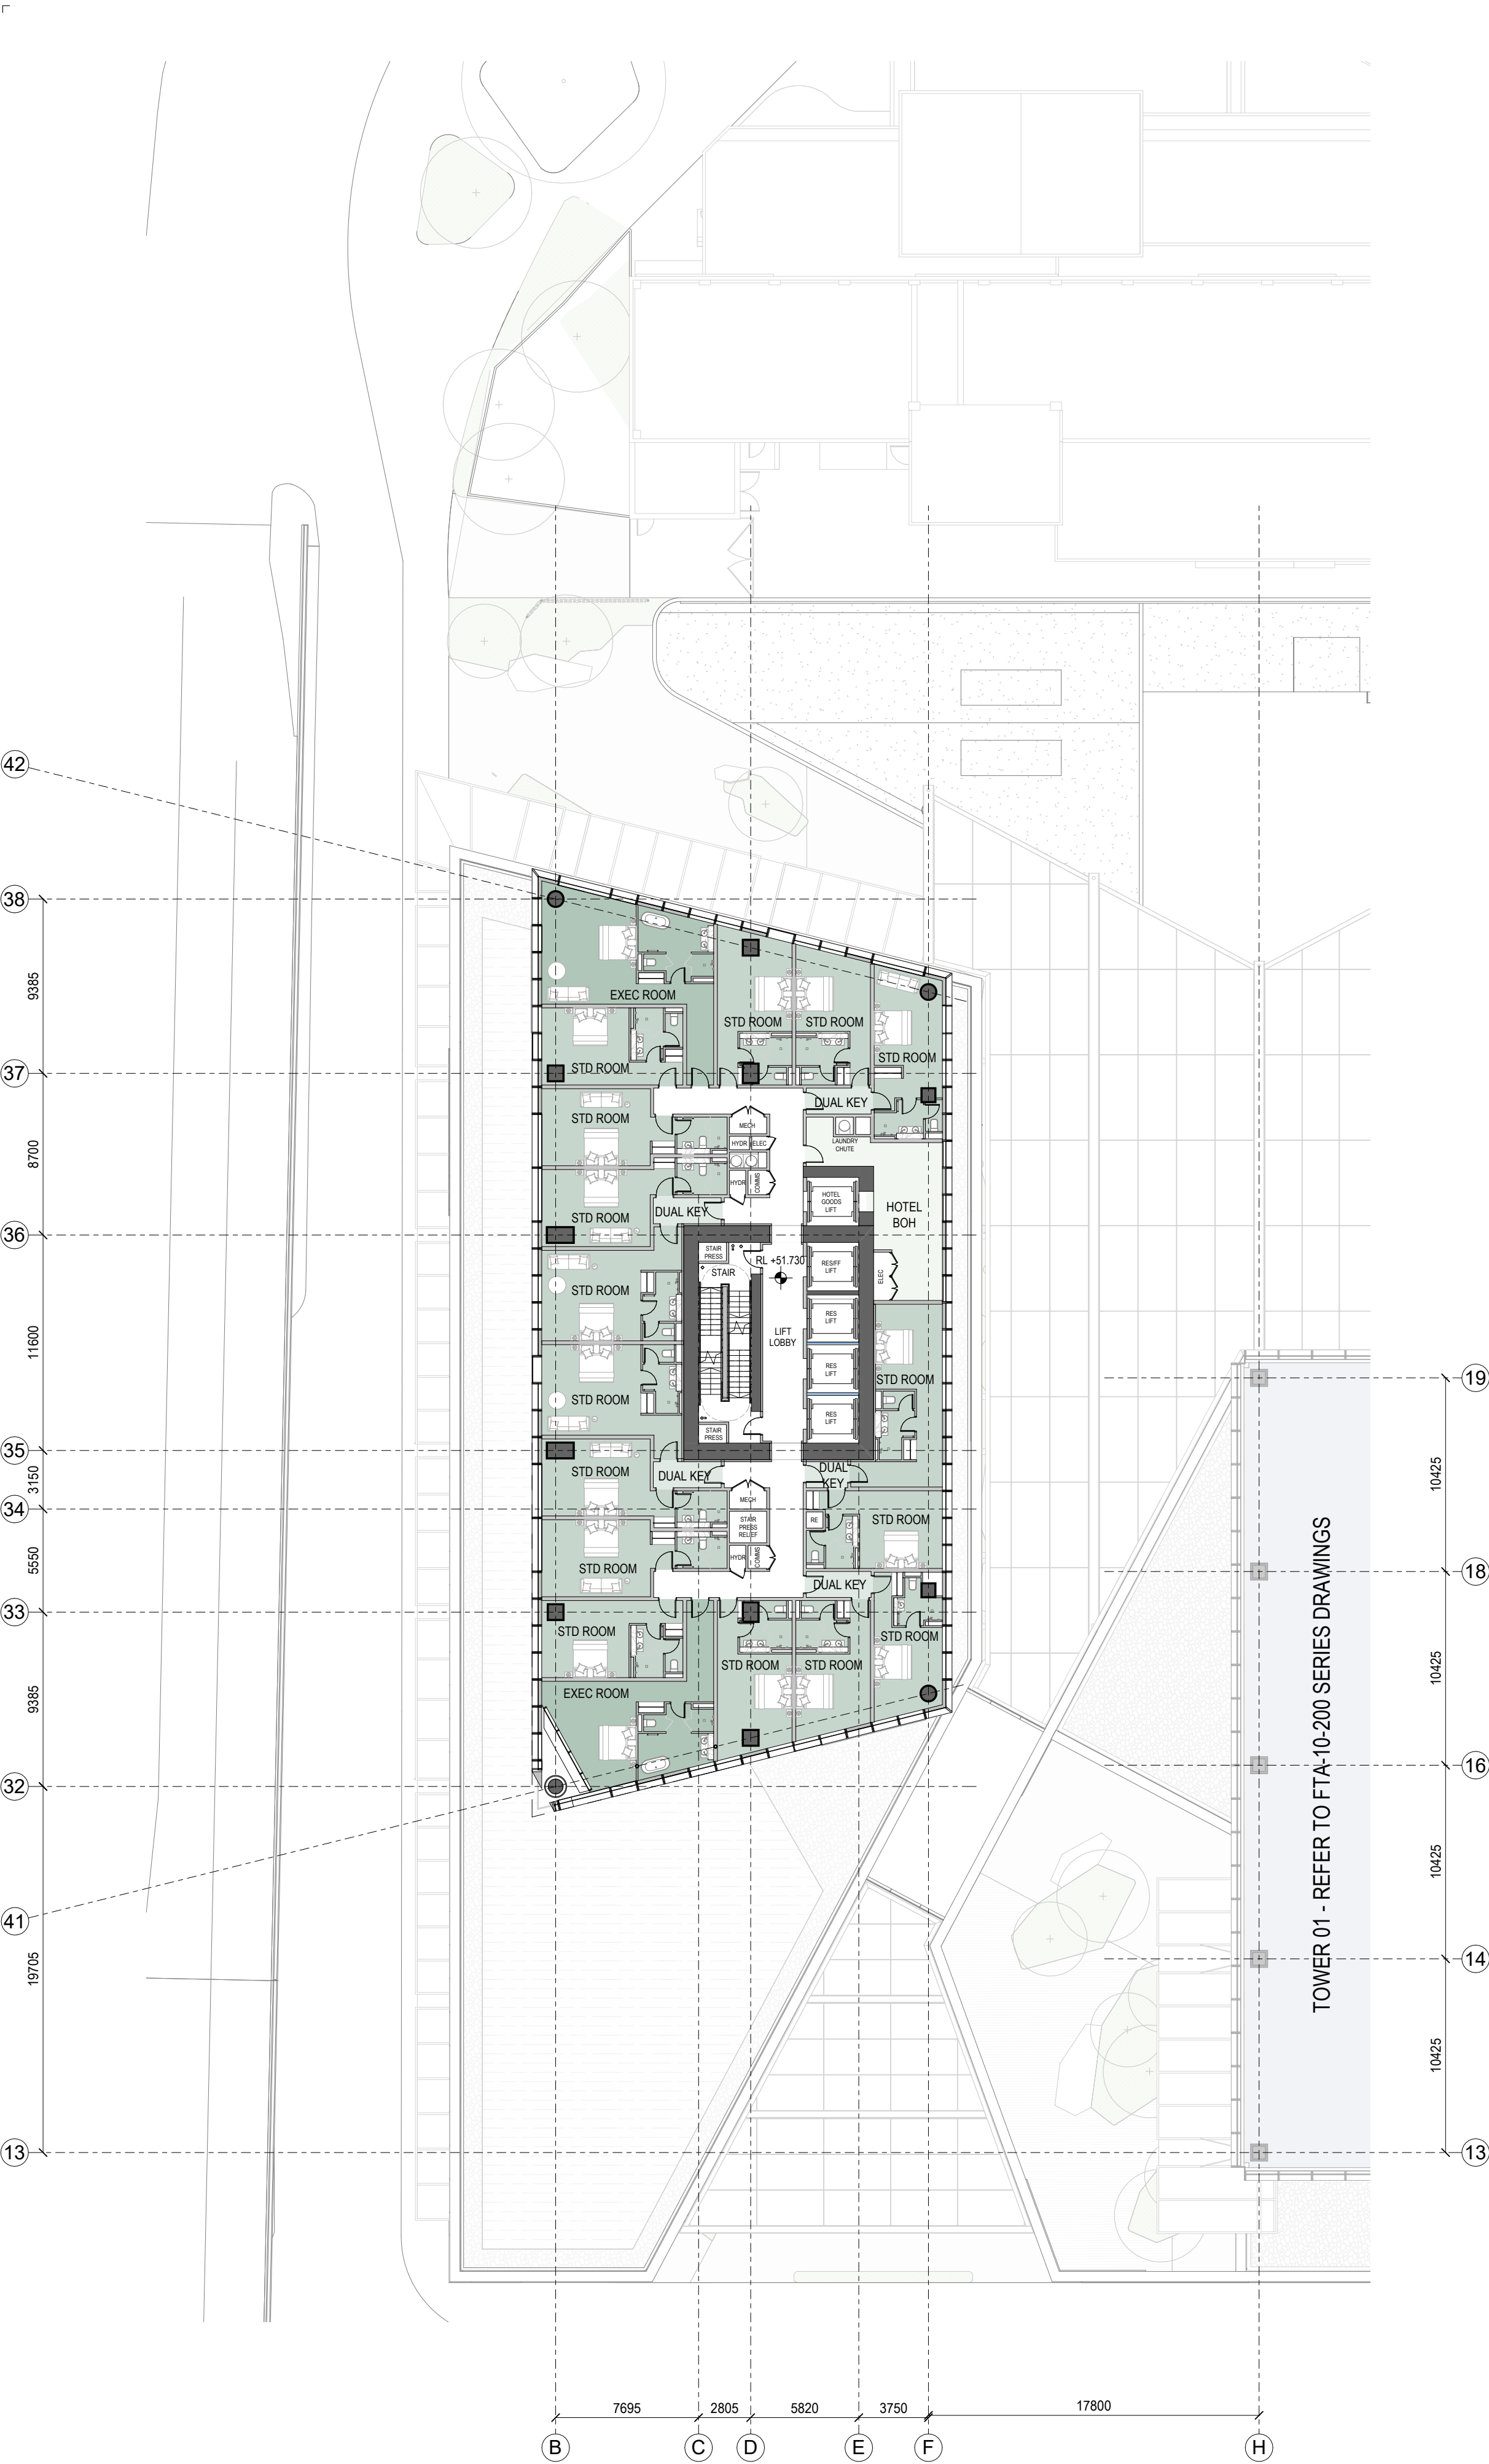 42
38
9385
EXEC ROOM
STD ROOM
STD ROOM
STD ROOM
STD ROOM
STD ROOM
37
DUAL KEY
STD ROOM
MECH
LAUNDRY
CHUTE
HYDR
ELEC
8700
HYDR
COMMS
HOTEL
GOODS
LIFT
HOTEL
BOH
DUAL KEY
STD ROOM
36
STAIR
PRESS
RL +51.730
STAIR
RES/FF
LIFT
ELEC
STD ROOM
RES
LIFT
11600
LIFT
LOBBY
RES
LIFT
STD ROOM
19
STD ROOM
RES
LIFT
STAIR
PRESS
35
DUAL KEY
DUAL
KEY
STD ROOM
3150
10425
MECH
34
STAIR
PRESS
RELIEF
RE
STD ROOM
5550
HYDR
COMMS
STD ROOM
18
DUAL KEY
33
STD ROOM
STD ROOM
STD ROOM
STD ROOM
EXEC ROOM
9385
10425
TOWER 01 - REFER TO FTA-10-200 SERIES DRAWINGS
16
32
10425
41
14
19705
10425
13
13
7695
2805
5820
3750
17800
B
C
D
E
F
H